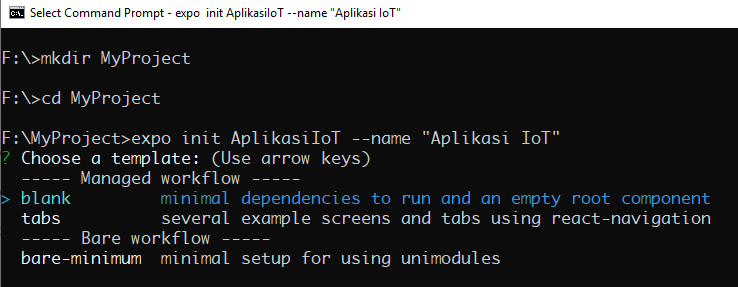 Select Command Prompt - expo  init AplikasiIoT --name "Aplikasi IoT"
F:\>mkdir MyProject
F:\>cd MyProject
F:\MyProject>expo init AplikasiIoT --name "Aplikasi IoT"
? Choose a template: (Use arrow keys)
  ----- Managed workflow -----
> blank         minimal dependencies to run and an empty root component
  tabs          several example screens and tabs using react-navigation
  ----- Bare workflow -----
  bare-minimum  minimal setup for using unimodules